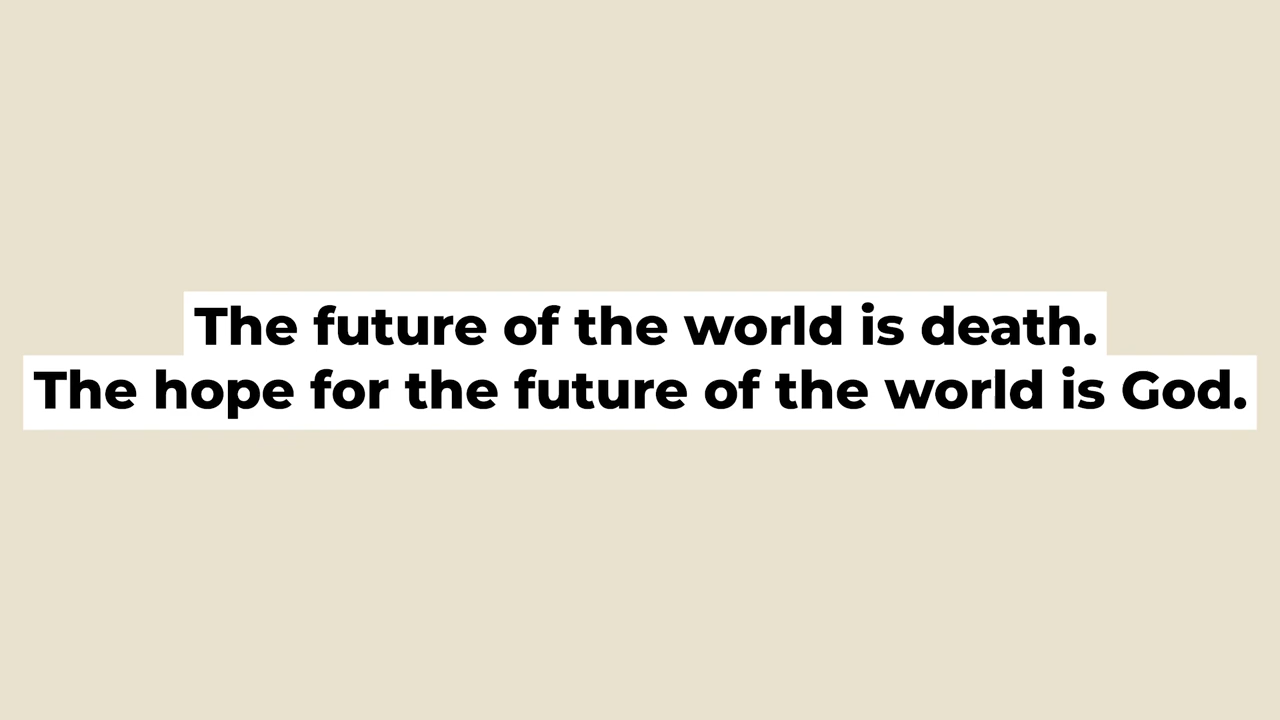 The future of the world is death.
The hope for the future of the world is God.